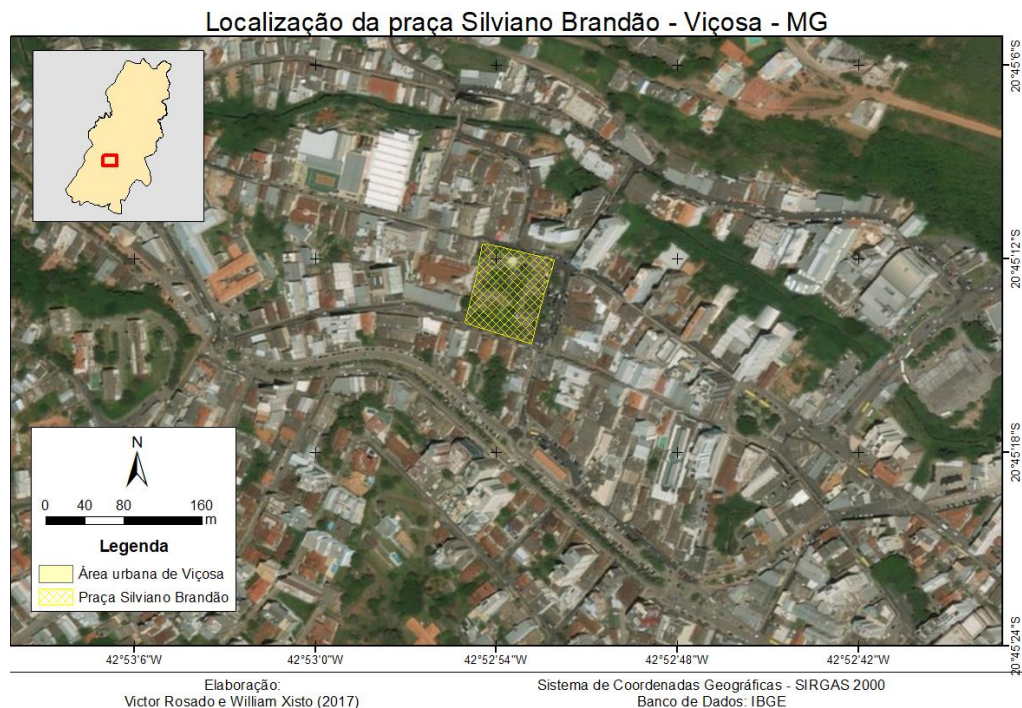 Localização da praça Silviano Brandão - Viçosa - MG
20°45'6"S
20°45'12"S
20°45'18"S
20°45'24"S
N
0 40 80 160
m
Legenda
Área urbana de Viçosa
Praça Silviano Brandão
42°53'6"W
42°53'0"W
42°52'54"W
42°52'48"W
42°52'42"W
Elaboração:
Victor Rosado e William Xisto (2017)
Sistema de Coordenadas Geográficas - SIRGAS 2000
Banco de Dados: IBGE